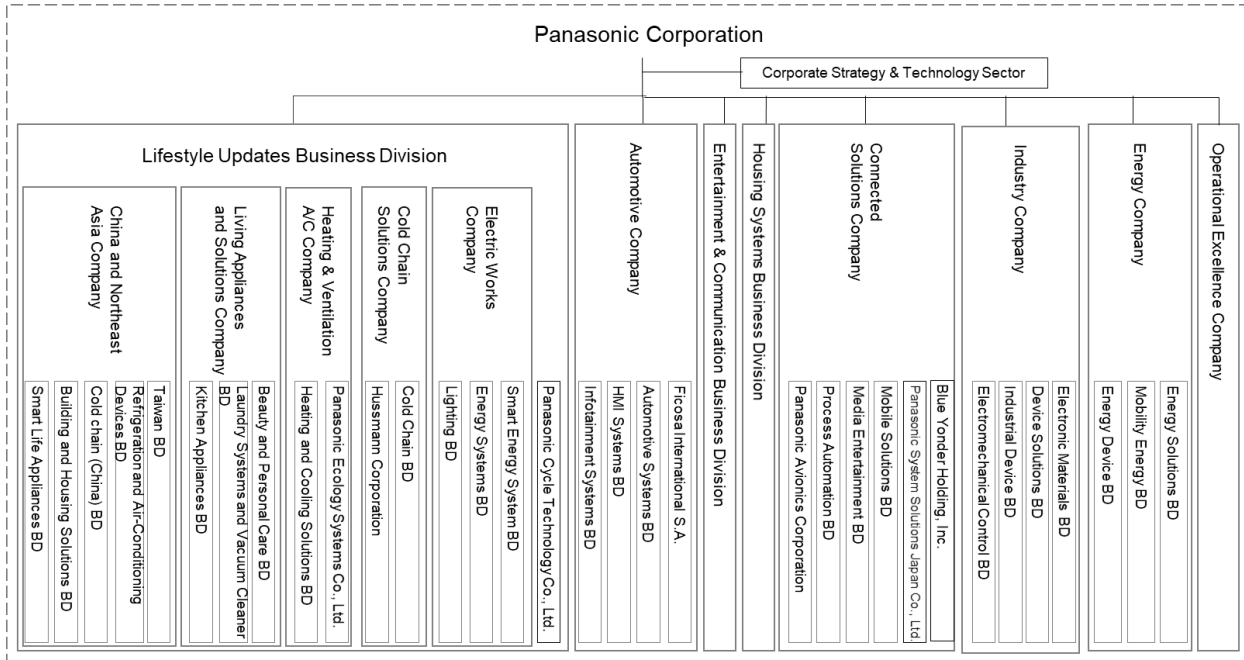 Panasonic Corporation
Corporate Strategy & Technology Sector
Lifestyle Updates Business Division
China and Northeast
Asia Company
Smart Life Appliances BD
Building and Housing Solutions BD
Cold chain (China) BD
Refrigeration and Air-Conditioning
Devices BD
Taiwan BD
Living Appliances
and Solutions Company
Kitchen Appliances BD
Laundry Systems and Vacuum Cleaner
BD
Beauty and Personal Care BD
Heating & Ventilation
A/C Company
Heating and Cooling Solutions BD
Panasonic Ecology Systems Co., Ltd.
Cold Chain
Solutions Company
Hussmann Corporation
Cold Chain BD
Electric Works
Company
Lighting BD
Energy Systems BD
Smart Energy System BD
Panasonic Cycle Technology Co., Ltd.
Automotive Company
Infotainment Systems BD
HMI Systems BD
Automotive Systems BD
Ficosa International S.A.
Entertainment & Communication Business Division
Housing Systems Business Division
Connected
Solutions Company
Panasonic Avionics Corporation
Process Automation BD
Media Entertainment BD
Mobile Solutions BD
Panasonic System Solutions Japan Co., Ltd.
Blue Yonder Holding, Inc.
Industry Company
Electromechanical Control BD
Industrial Device BD
Device Solutions BD
Electronic Materials BD
Energy Company
Energy Device BD
Mobility Energy BD
Energy Solutions BD
Operational Excellence Company